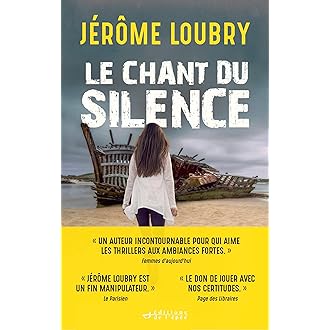 JÉRÔME LOUBRY
LE CHANT DU
SILENCE
« UN AUTEUR INCONTOURNABLE POUR QUI AIME
LES THRILLERS AUX AMBIANCES FORTES. »
Femmes d'aujourd'hui
« JÉRÔME LOUBRY EST
UN FIN MANIPULATEUR. »
Le Parisien
« LE DON DE JOUER AVEC
NOS CERTITUDES. »
Page des libraires